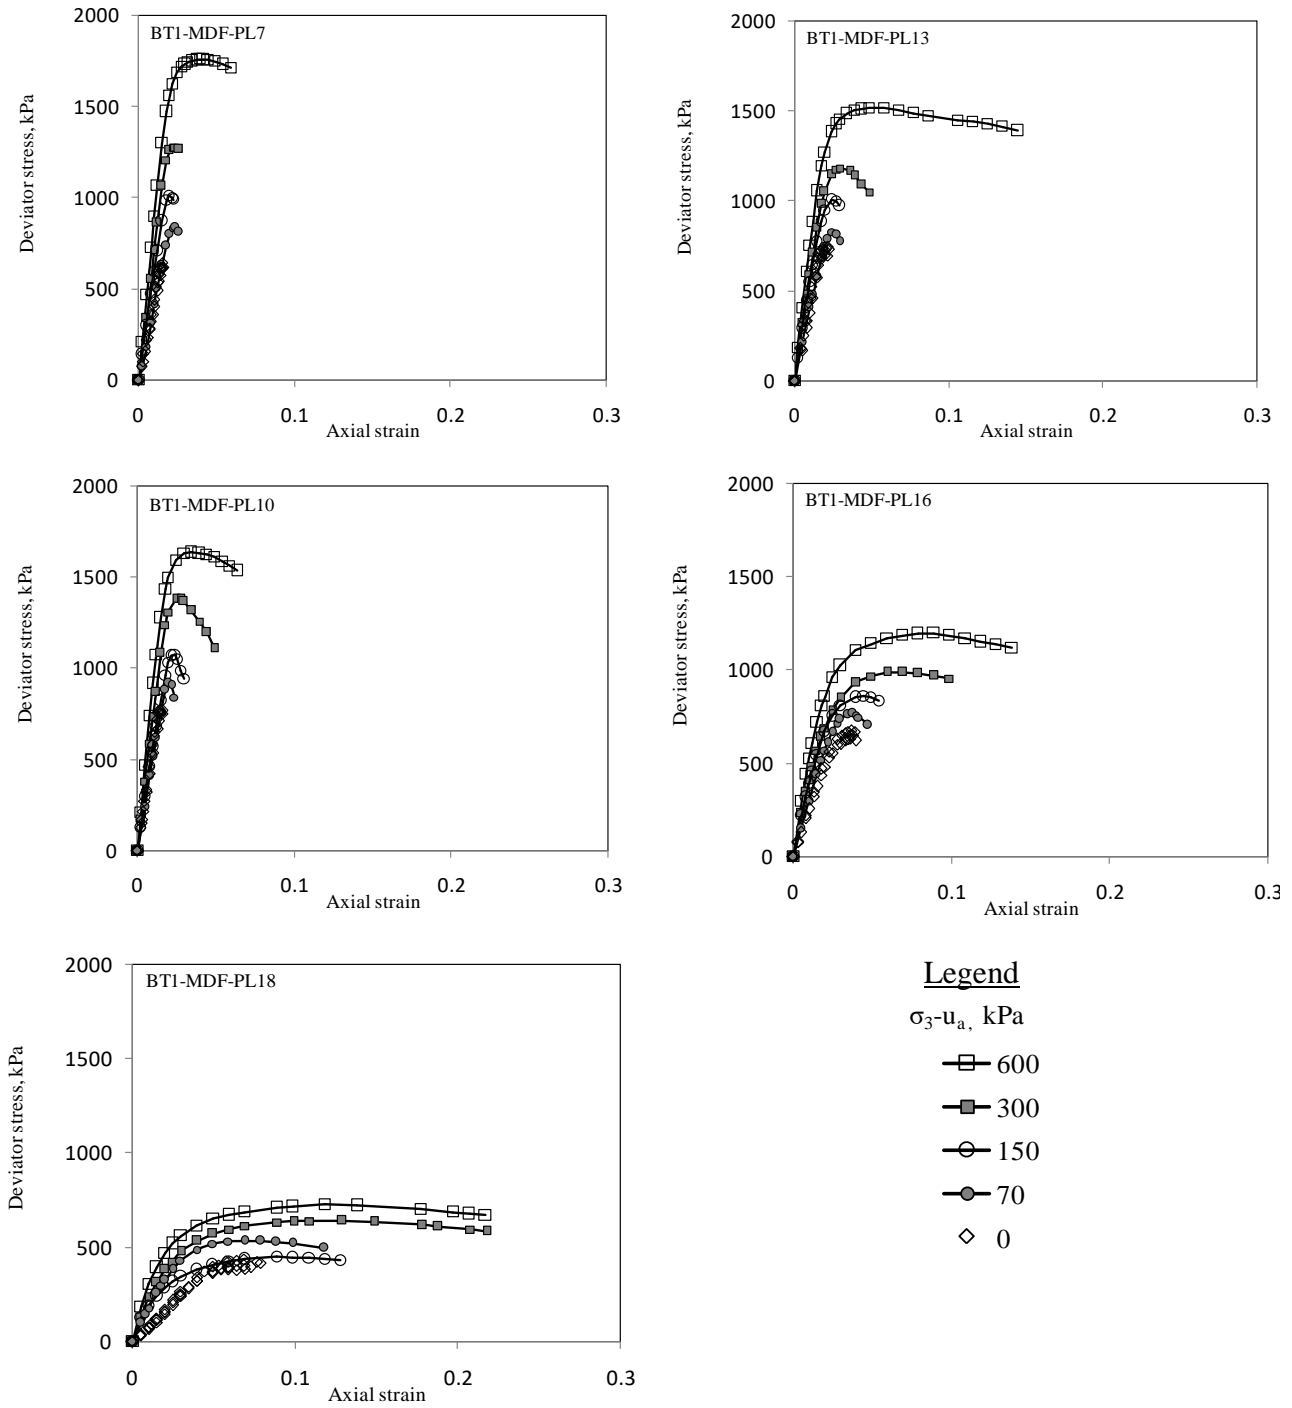 BT1-MDF-PL7
Deviator stress, kPa
2000
1500
1000
500
0
0 0.1 0.2 0.3
Axial strain
BT1-MDF-PL13
Deviator stress, kPa
2000
1500
1000
500
0
0 0.1 0.2 0.3
Axial strain
BT1-MDF-PL10
Deviator stress, kPa
2000
1500
1000
500
0
0 0.1 0.2 0.3
Axial strain
BT1-MDF-PL16
Deviator stress, kPa
2000
1500
1000
500
0
0 0.1 0.2 0.3
Axial strain
BT1-MDF-PL18
Deviator stress, kPa
2000
1500
1000
500
0
0 0.1 0.2 0.3
Axial strain
Legend
σ₃-uₐ, kPa
600
300
150
70
0